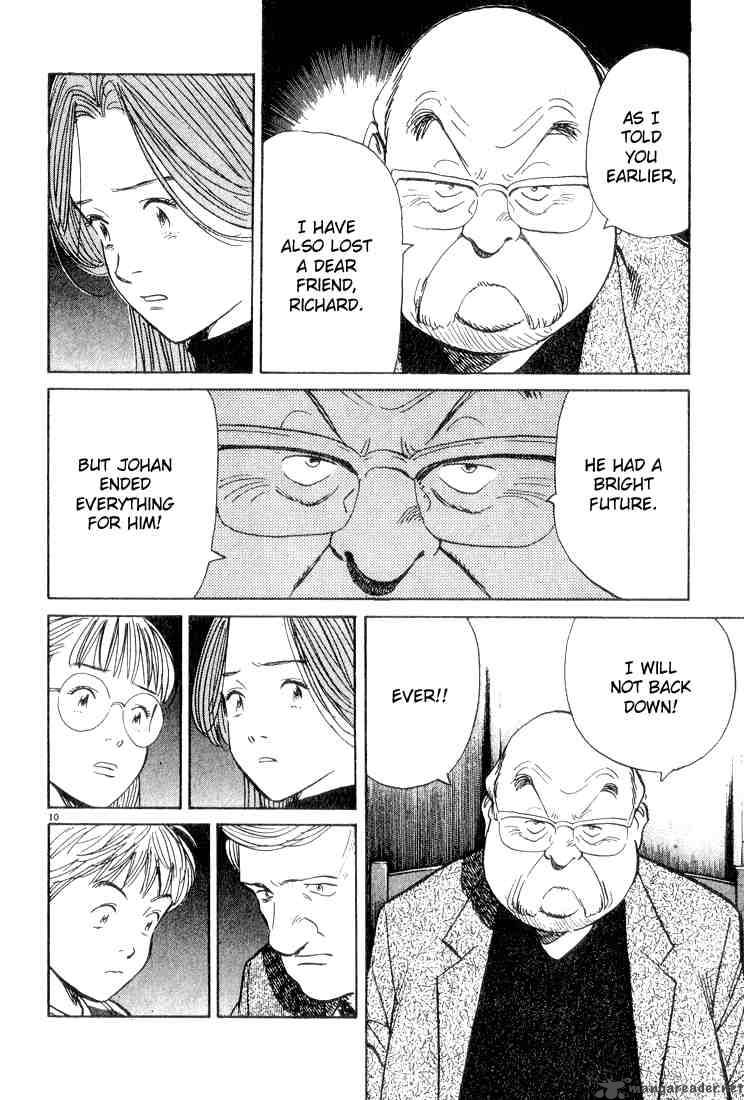 AS I
TOLD
YOU
EARLIER,
I HAVE
ALSO LOST
A DEAR
FRIEND,
RICHARD.
HE HAD A
BRIGHT
FUTURE.
BUT JOHAN
ENDED
EVERYTHING
FOR HIM!
I WILL
NOT BACK
DOWN!
EVER!!
10
mangareader.net